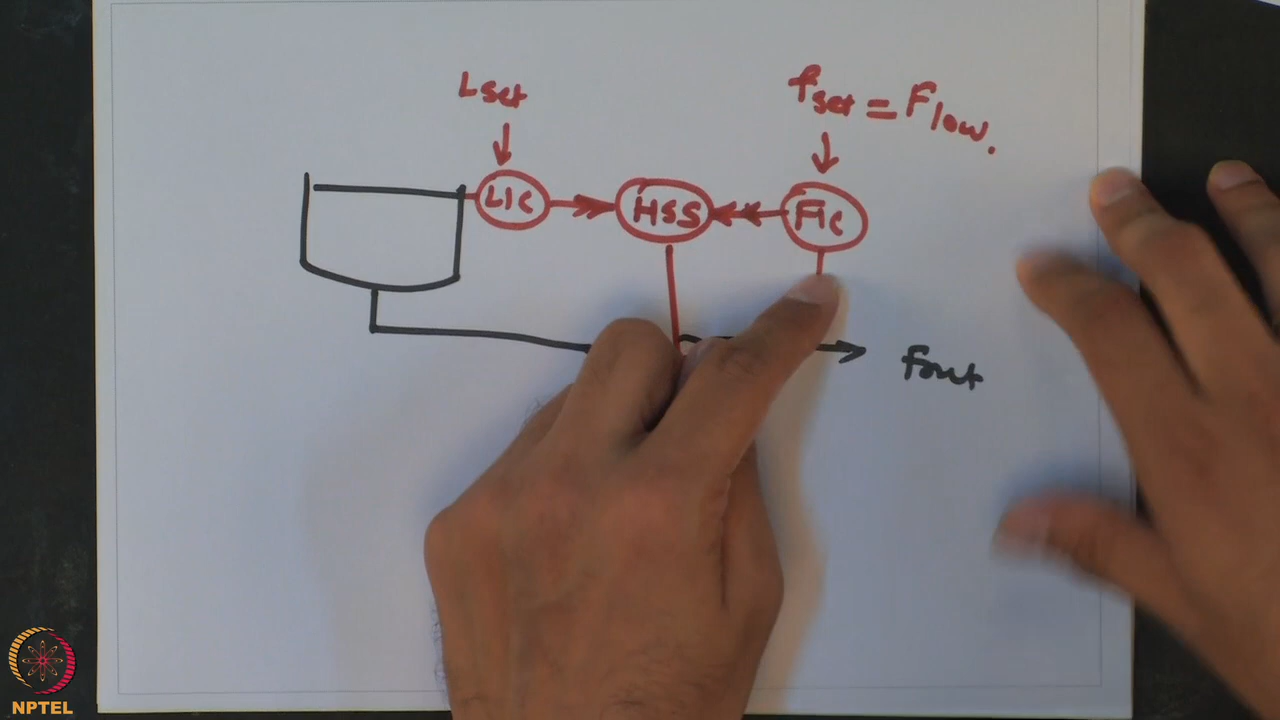 Lset
fset = Flow.
LIC
HSS
FIC
Fout
NPTEL